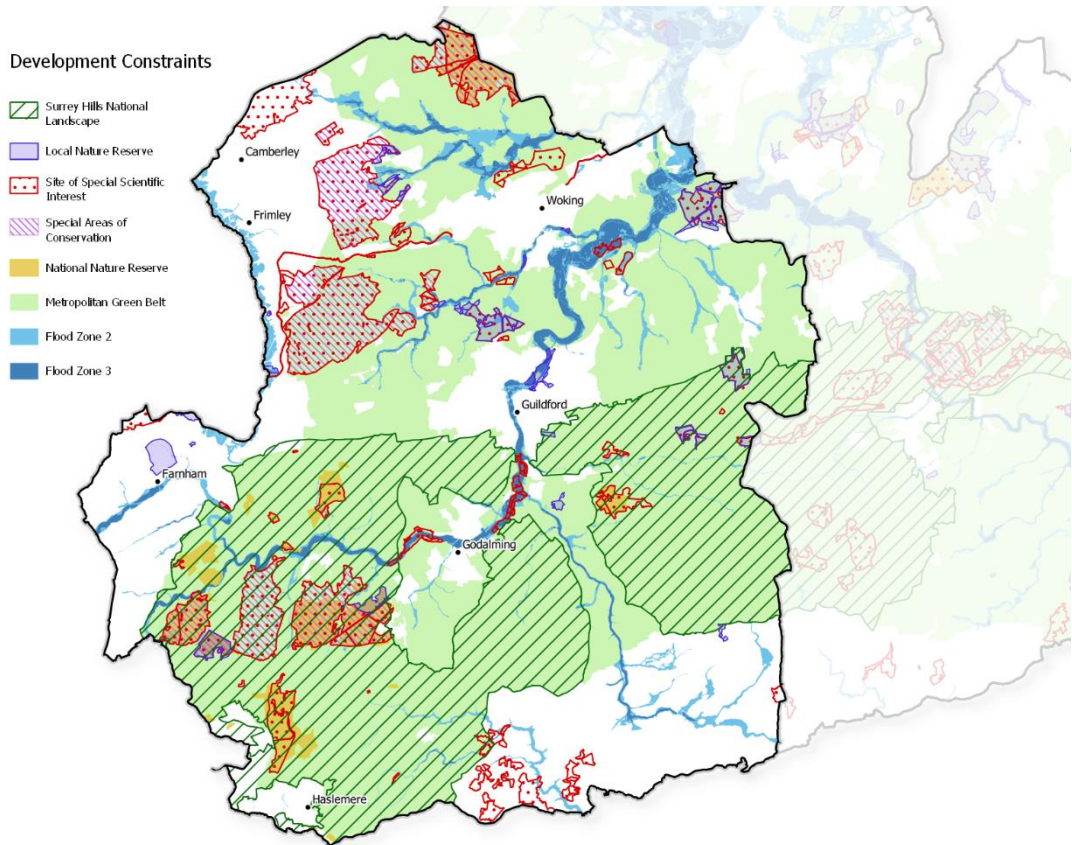 Development Constraints
Surrey Hills National
Landscape
Local Nature Reserve
Site of Special Scientific
Interest
Special Areas of
Conservation
National Nature Reserve
Metropolitan Green Belt
Flood Zone 2
Flood Zone 3
Camberley
Frimley
Woking
Guildford
Farnham
Godalming
Haslemere